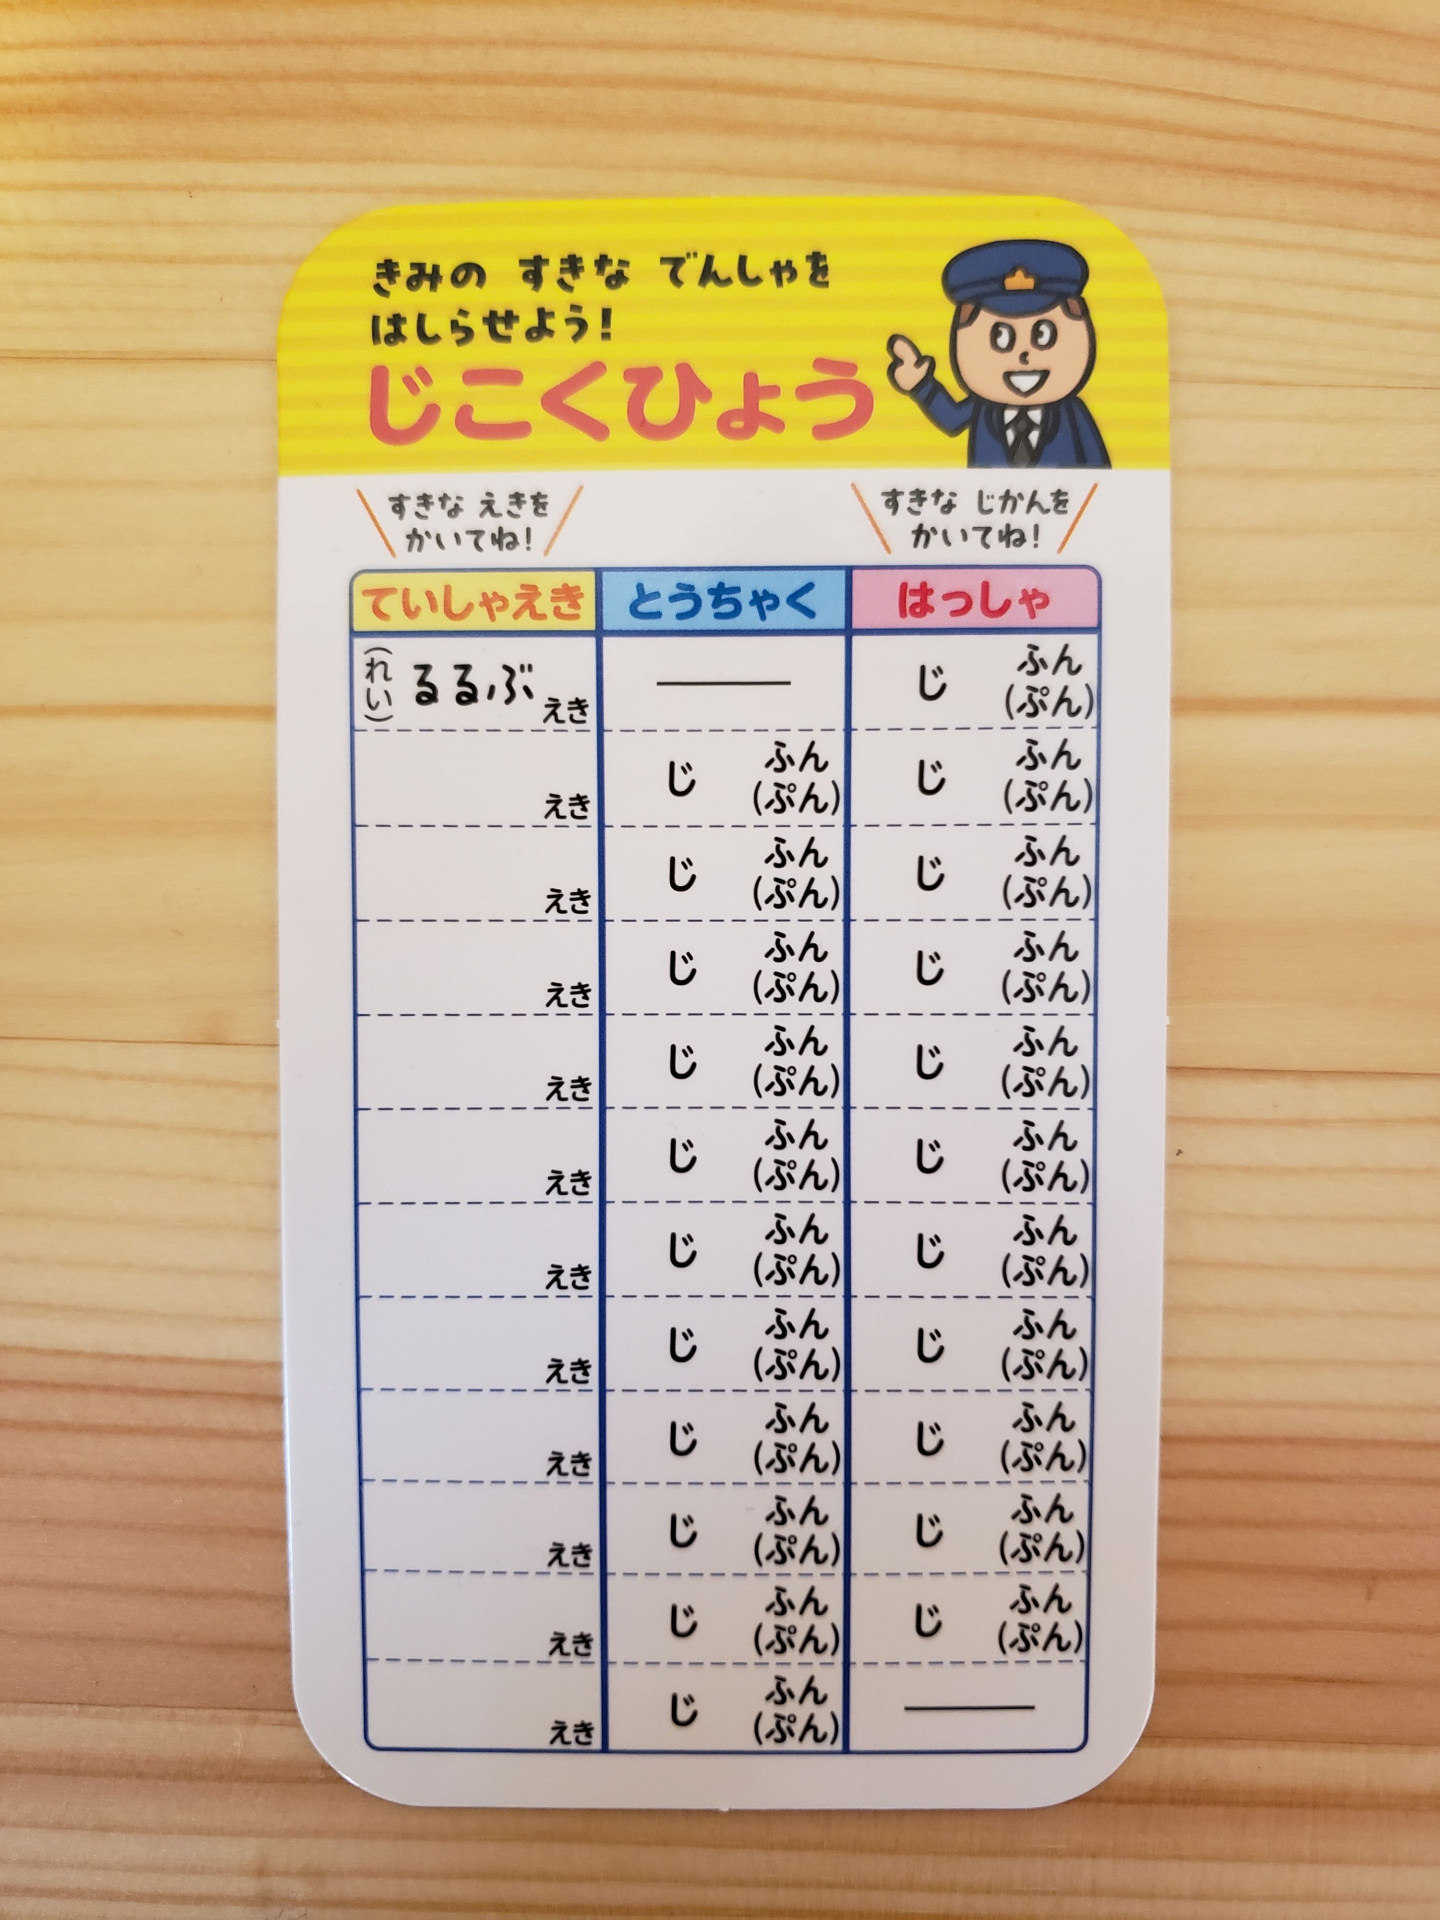 きみの すきな でんしゃを
はしらせよう!
じこくひょう
すきな えきを
かいてね!
すきな じかんを
かいてね!
ていしゃえき とうちゃく はっしゃ
(れい) るるぶ えき ― じ ふん(ぷん)
えき じ ふん(ぷん) じ ふん(ぷん)
えき じ ふん(ぷん) じ ふん(ぷん)
えき じ ふん(ぷん) じ ふん(ぷん)
えき じ ふん(ぷん) じ ふん(ぷん)
えき じ ふん(ぷん) じ ふん(ぷん)
えき じ ふん(ぷん) じ ふん(ぷん)
えき じ ふん(ぷん) じ ふん(ぷん)
えき じ ふん(ぷん) じ ふん(ぷん)
えき じ ふん(ぷん) じ ふん(ぷん)
えき じ ふん(ぷん) じ ふん(ぷん)
えき じ ふん(ぷん) ―